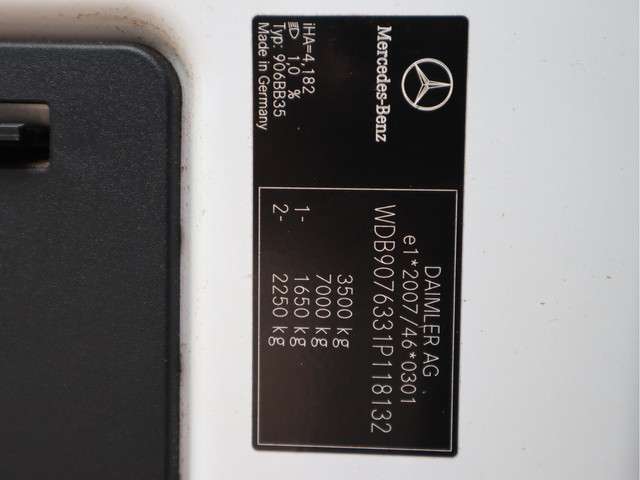 Mercedes-Benz
iHA=4,182
1,0 %
Typ: 906BB35
Made in Germany
DAIMLER AG
e1*2007/46*0301
WDB9076331P118132
3500 kg
7000 kg
1- 1650 kg
2- 2250 kg